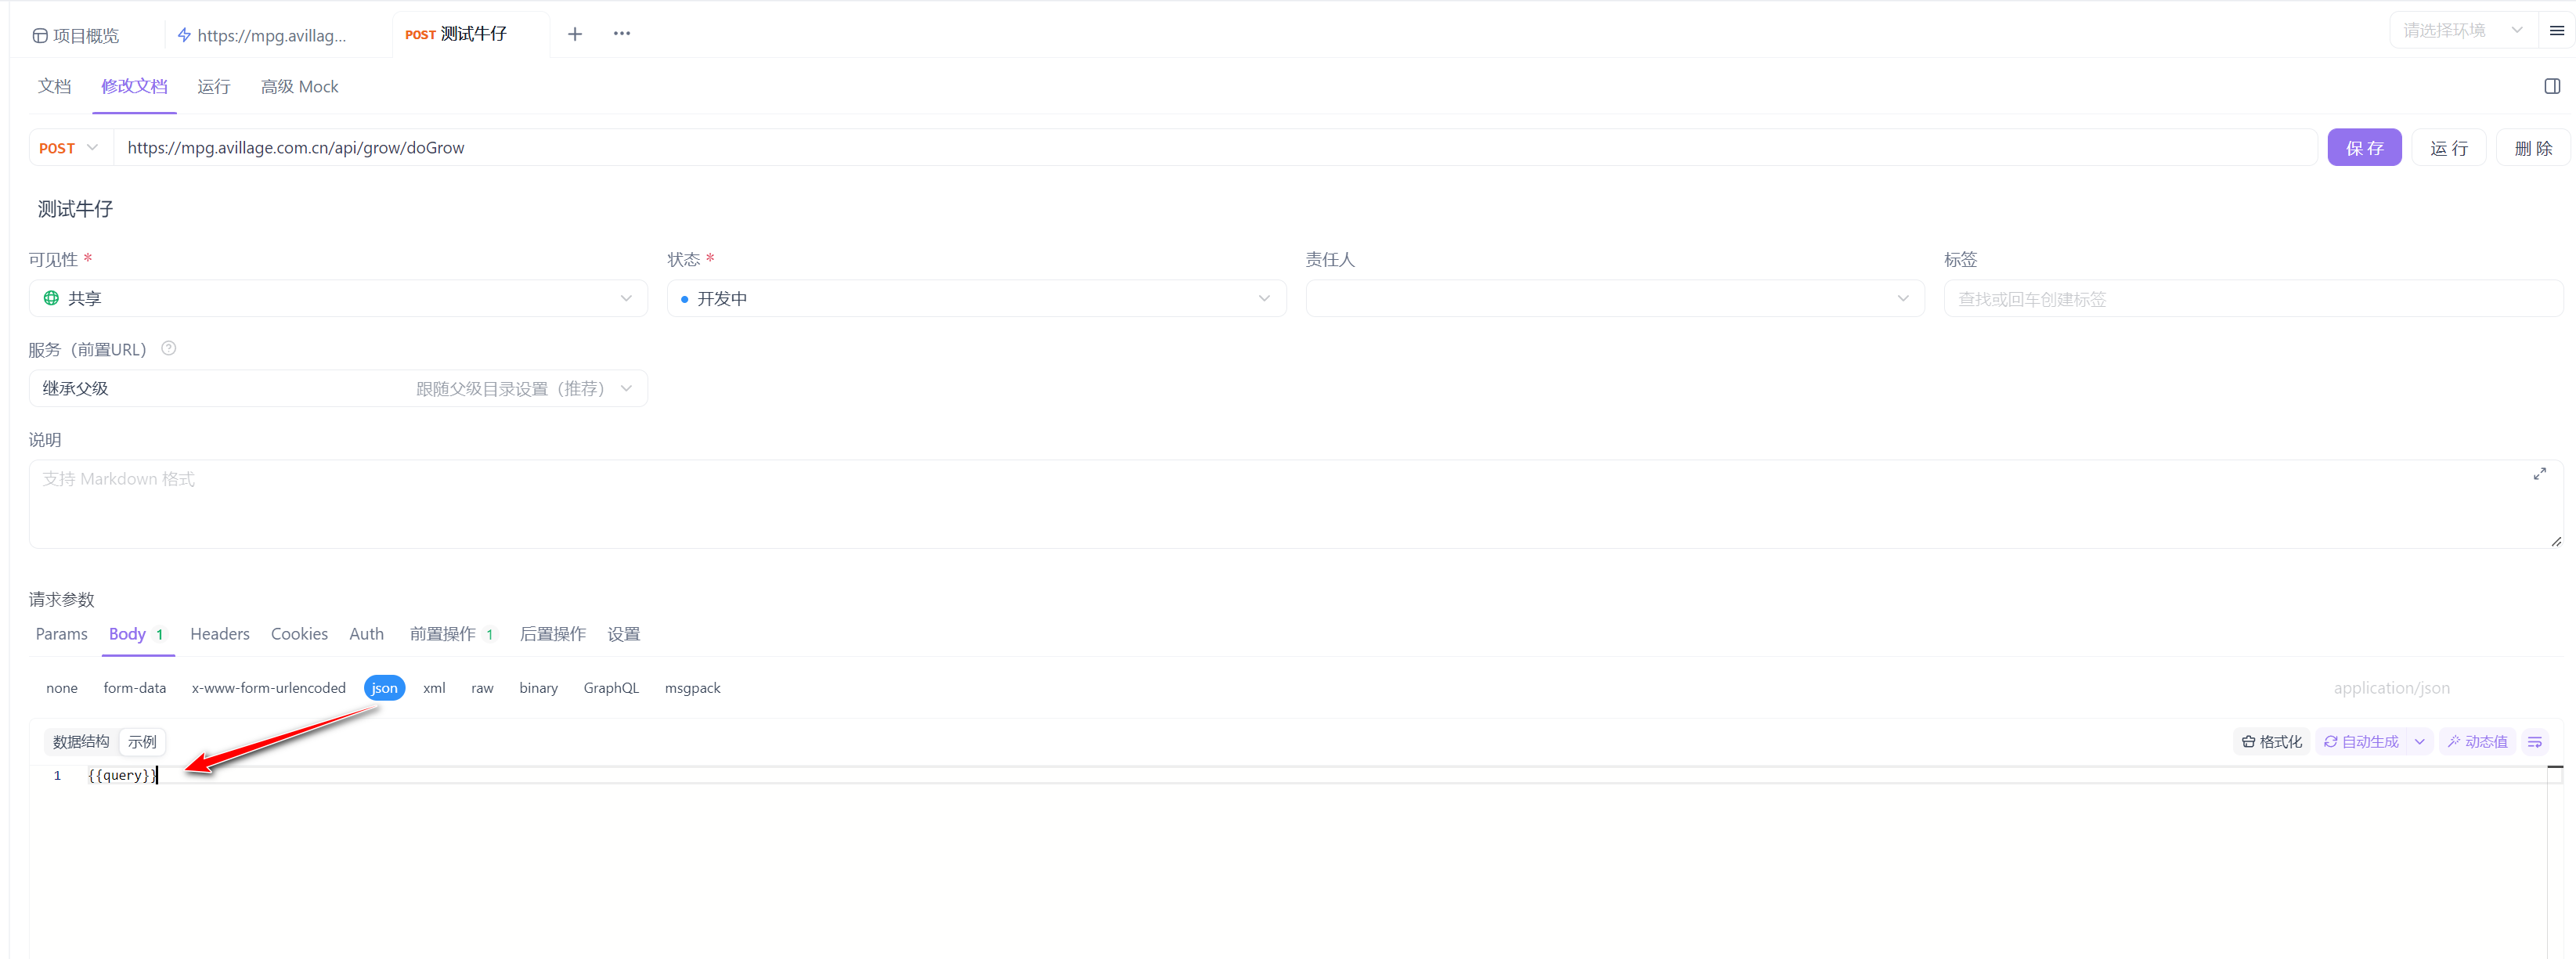 项目概览 https://mpg.avillag... POST 测试牛仔 请选择环境
文档 修改文档 运行 高级 Mock
POST https://mpg.avillage.com.cn/api/grow/doGrow 保 存 运 行 删 除
测试牛仔
可见性 * 状态 * 责任人 标签
共享 开发中 查找或回车创建标签
服务（前置URL）
继承父级 跟随父级目录设置（推荐）
说明
支持 Markdown 格式
请求参数
Params Body 1 Headers Cookies Auth 前置操作 1 后置操作 设置
none form-data x-www-form-urlencoded json xml raw binary GraphQL msgpack application/json
数据结构 示例 格式化 自动生成 动态值
1 {{query}}